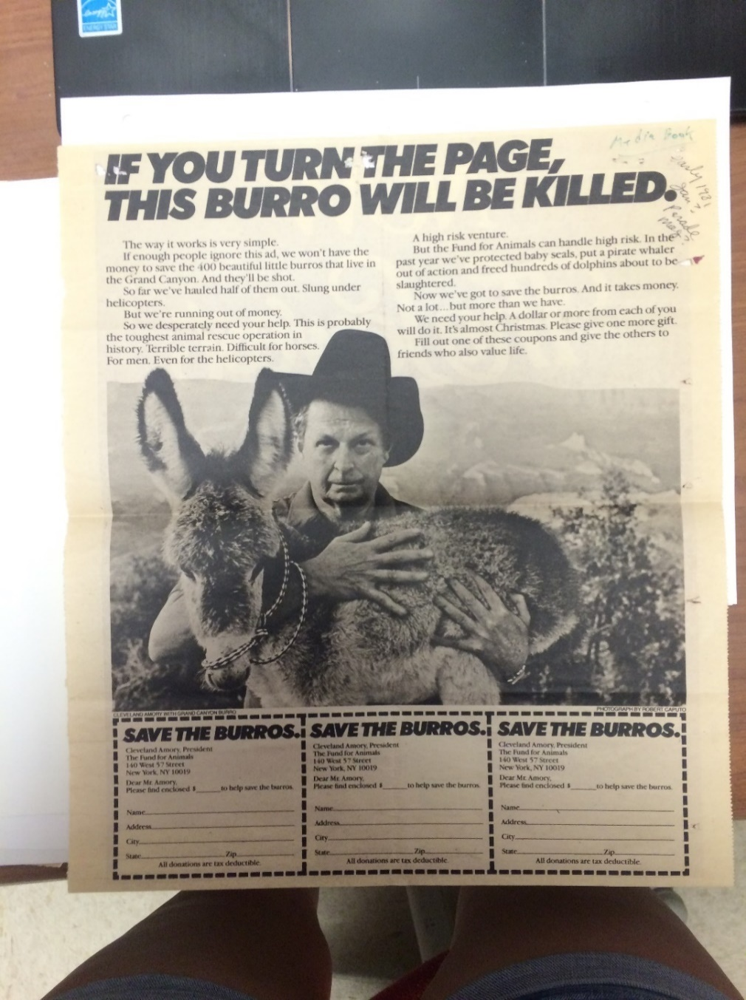 ENERGY STAR
Media Book
early 1981
Jan?
Parade
Mag?
IF YOU TURN THE PAGE,
THIS BURRO WILL BE KILLED.
The way it works is very simple.
If enough people ignore this ad, we won't have the
money to save the 400 beautiful little burros that live in
the Grand Canyon. And they'll be shot.
So far we've hauled half of them out. Slung under
helicopters.
But we're running out of money.
So we desperately need your help. This is probably
the toughest animal rescue operation in
history. Terrible terrain. Difficult for horses.
For men. Even for the helicopters.
A high risk venture.
But the Fund for Animals can handle high risk. In the
past year we've protected baby seals, put a pirate whaler
out of action and freed hundreds of dolphins about to be
slaughtered.
Now we've got to save the burros. And it takes money.
Not a lot...but more than we have.
We need your help. A dollar or more from each of you
will do it. It's almost Christmas. Please give one more gift.
Fill out one of these coupons and give the others to
friends who also value life.
CLEVELAND AMORY WITH GRAND CANYON BURRO
PHOTOGRAPH BY ROBERT CAPUTO
SAVE THE BURROS.
Cleveland Amory, President
The Fund for Animals
140 West 57 Street
New York, NY 10019
Dear Mr. Amory,
Please find enclosed $______to help save the burros.
Name
Address
City
State Zip
All donations are tax deductible.
SAVE THE BURROS.
Cleveland Amory, President
The Fund for Animals
140 West 57 Street
New York, NY 10019
Dear Mr. Amory,
Please find enclosed $______to help save the burros.
Name
Address
City
State Zip
All donations are tax deductible.
SAVE THE BURROS.
Cleveland Amory, President
The Fund for Animals
140 West 57 Street
New York, NY 10019
Dear Mr. Amory,
Please find enclosed $______to help save the burros.
Name
Address
City
State Zip
All donations are tax deductible.